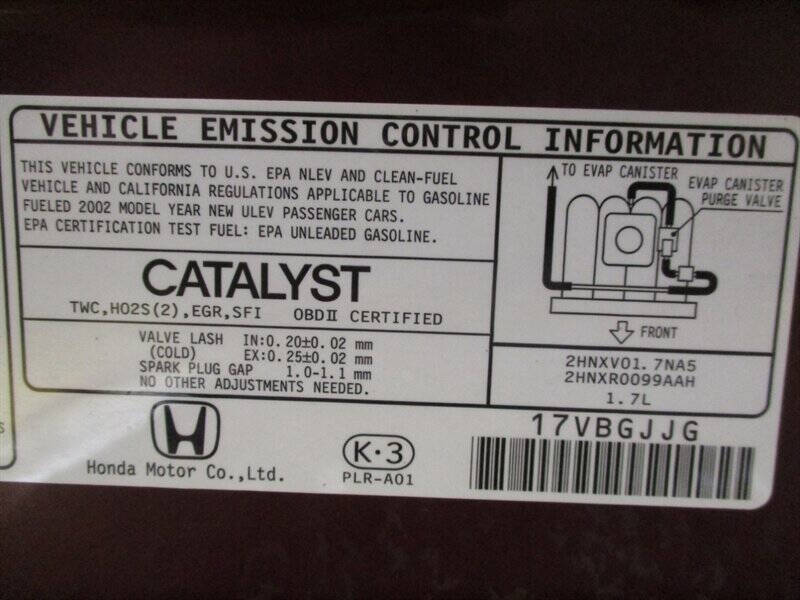 VEHICLE EMISSION CONTROL INFORMATION
THIS VEHICLE CONFORMS TO U.S. EPA NLEV AND CLEAN-FUEL
VEHICLE AND CALIFORNIA REGULATIONS APPLICABLE TO GASOLINE
FUELED 2002 MODEL YEAR NEW ULEV PASSENGER CARS.
EPA CERTIFICATION TEST FUEL: EPA UNLEADED GASOLINE.
CATALYST
TWC,HO2S(2),EGR,SFI OBDⅡ CERTIFIED
VALVE LASH IN:0.20±0.02 mm
(COLD) EX:0.25±0.02 mm
SPARK PLUG GAP 1.0-1.1 mm
NO OTHER ADJUSTMENTS NEEDED.
TO EVAP CANISTER
EVAP CANISTER
PURGE VALVE
FRONT
2HNXV01.7NA5
2HNXR0099AAH
1.7L
Honda Motor Co.,Ltd.
K·3
PLR-A01
17VBGJJG
S